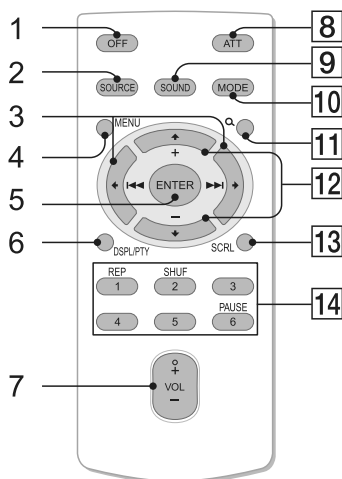 1
OFF
ATT
8
2
SOURCE
SOUND
MODE
9
10
3
MENU
4
11
+
ENTER
12
5
–
6
DSPL/PTY
SCRL
13
REP
SHUF
1
2
3
14
PAUSE
4
5
6
+
VOL
–
7